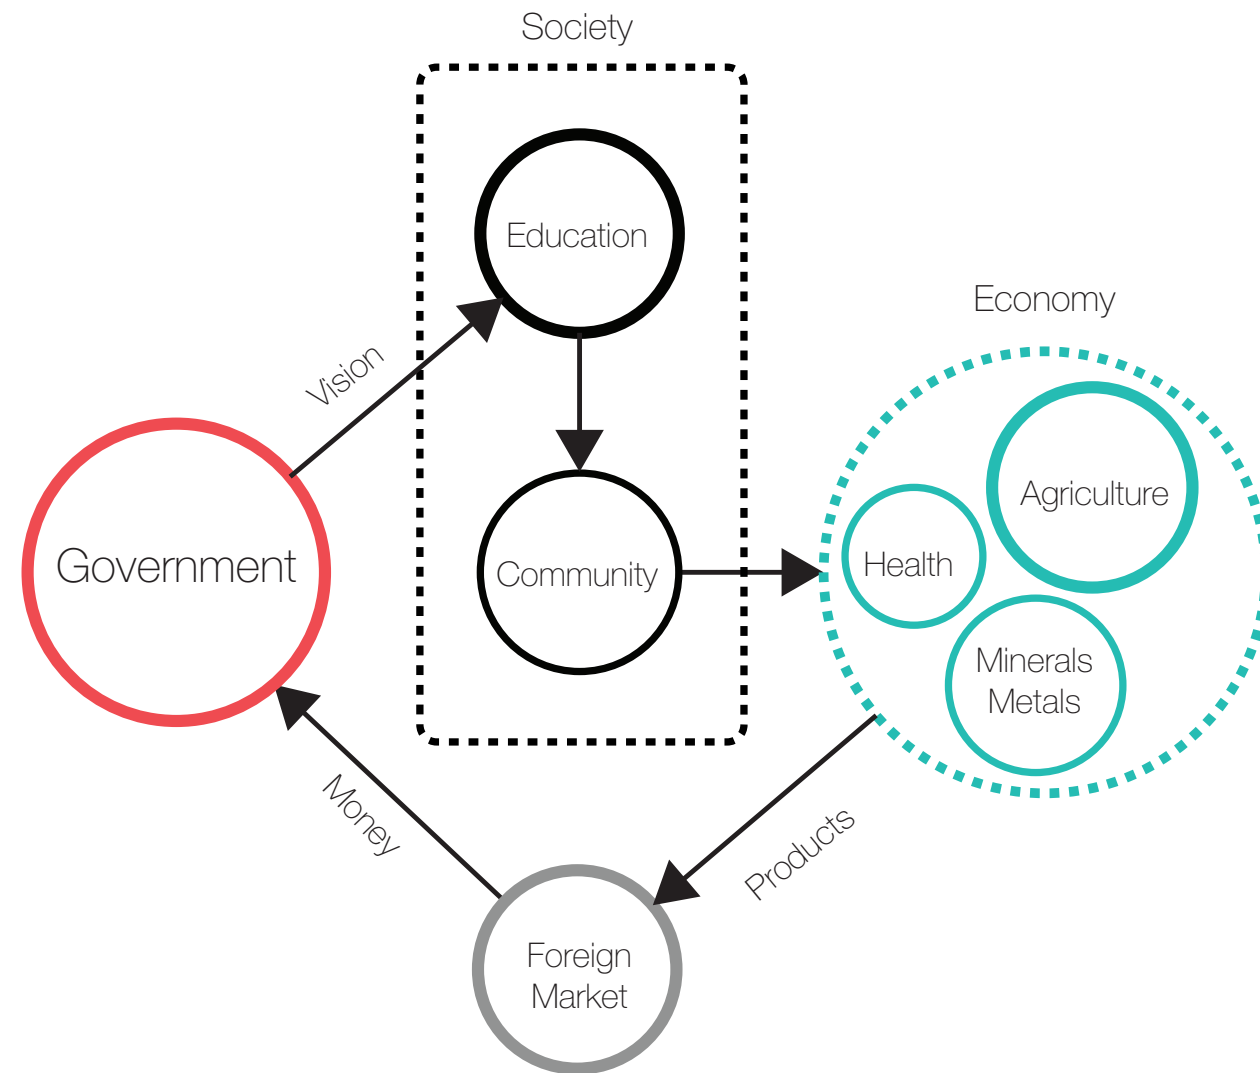 Society
Education
Economy
Vision
Agriculture
Government
Community
Health
Minerals
Metals
Money
Products
Foreign
Market